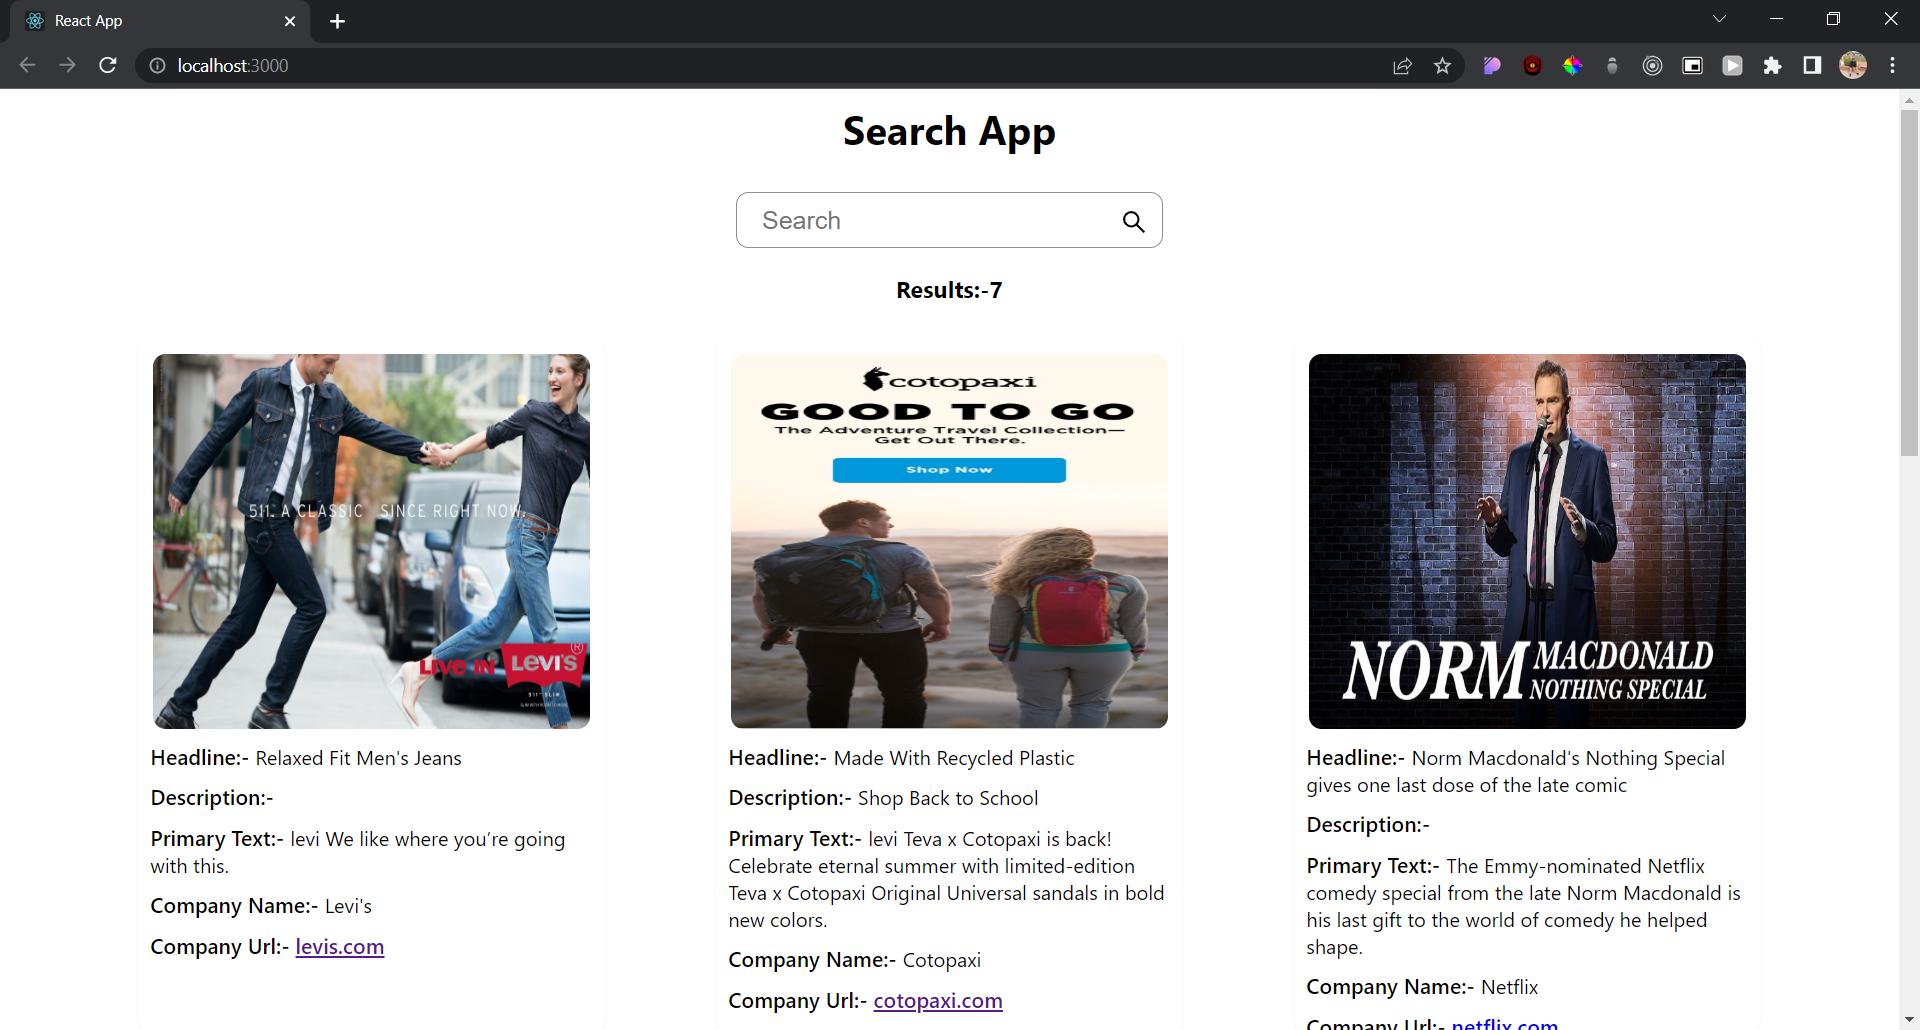 React App
localhost:3000
Search App
Search
Results:-7
511. A CLASSIC SINCE RIGHT NOW.
LIVE IN LEVI'S ®
511™ SLIM
Headline:- Relaxed Fit Men's Jeans
Description:-
Primary Text:- levi We like where you’re going
with this.
Company Name:- Levi's
Company Url:- levis.com
cotopaxi
GOOD TO GO
The Adventure Travel Collection—
Get Out There.
Shop Now
Headline:- Made With Recycled Plastic
Description:- Shop Back to School
Primary Text:- levi Teva x Cotopaxi is back!
Celebrate eternal summer with limited-edition
Teva x Cotopaxi Original Universal sandals in bold
new colors.
Company Name:- Cotopaxi
Company Url:- cotopaxi.com
NORM MACDONALD
NOTHING SPECIAL
Headline:- Norm Macdonald's Nothing Special
gives one last dose of the late comic
Description:-
Primary Text:- The Emmy-nominated Netflix
comedy special from the late Norm Macdonald is
his last gift to the world of comedy he helped
shape.
Company Name:- Netflix
Company Url:- netflix.com